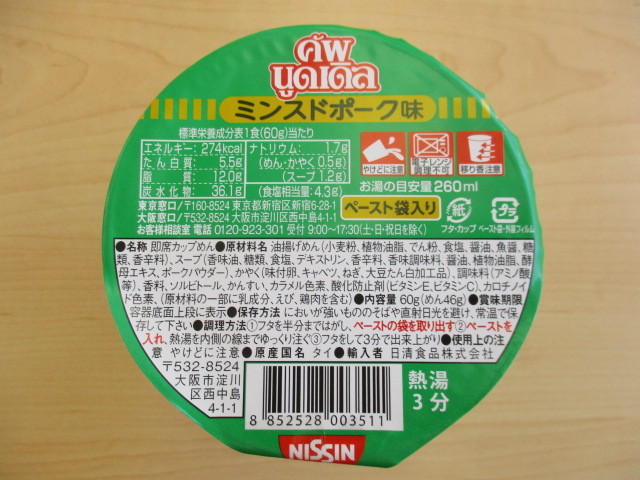 คัพ
นูดเดิล
ミンスドポーク味
標準栄養成分表1食(60g)当たり
エネルギー: 274kcal ナトリウム: 1.7g
たん白質: 5.5g (めん・かやく 0.5g)
脂 質: 12.0g (スープ 1.2g)
炭水化物: 36.1g (食塩相当量:4.3g)
やけどに注意
電子レンジ調理不可
移り香注意
お湯の目安量260ml
東京窓口/〒160-8524 東京都新宿区新宿6-28-1
大阪窓口/〒532-8524 大阪市淀川区西中島4-1-1
お客様相談室 電話 0120-923-301 受付 9:00~17:30(土・日・祝日を除く)
ペースト袋入り
紙
フタ・カップ
プラ
ペースト袋・外装フィルム
●名称 即席カップめん●原材料名 油揚げめん(小麦粉、植物油脂、でん粉、食塩、醤油、魚醤、糖
類、香辛料)、スープ(香味油、糖類、食塩、デキストリン、香辛料、香味調味料、醤油、植物油脂、酵
母エキス、ポークパウダー)、かやく(味付卵、キャベツ、ねぎ、大豆たん白加工品)、調味料(アミノ酸
等)、香料、ソルビトール、かんすい、カラメル色素、酸化防止剤(ビタミンE、ビタミンC)、カロチノイ
ド色素、(原材料の一部に乳成分、えび、鶏肉を含む)●内容量 60g(めん46g)●賞味期限
容器底面上段に表示●保存方法 においが強いもののそばや直射日光を避け、常温で保
存して下さい●調理方法①フタを半分まではがし、ペーストの袋を取り出す②ペーストを
入れ、熱湯を内側の線までゆっくり注ぐ③フタをして3分で出来上がり●使用上の注
意 やけどに注意●原産国名 タイ●輸入者 日清食品株式会社
〒532-8524
大阪市淀川
区西中島
4-1-1
熱湯
3分
8 852528 003511
NISSIN